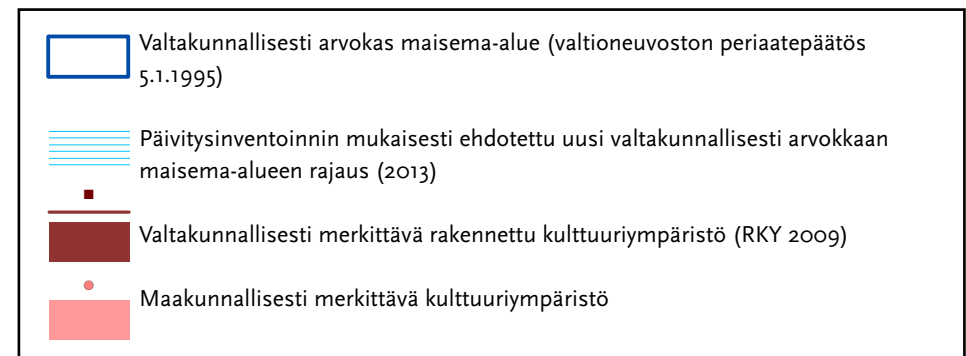 Valtakunnallisesti arvokas maisema-alue (valtioneuvoston periaatepäätös
5.1.1995)
Päivitysinventoinnin mukaisesti ehdotettu uusi valtakunnallisesti arvokkaan
maisema-alueen rajaus (2013)
Valtakunnallisesti merkittävä rakennettu kulttuuriympäristö (RKY 2009)
Maakunnallisesti merkittävä kulttuuriympäristö